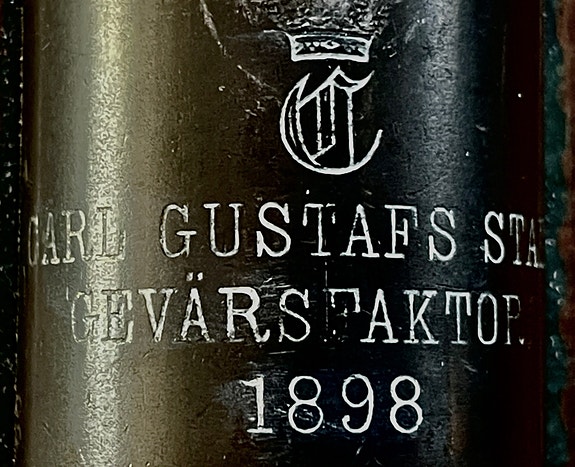 C
CARL GUSTAFS STA
GEVÄRSFAKTOR
1898